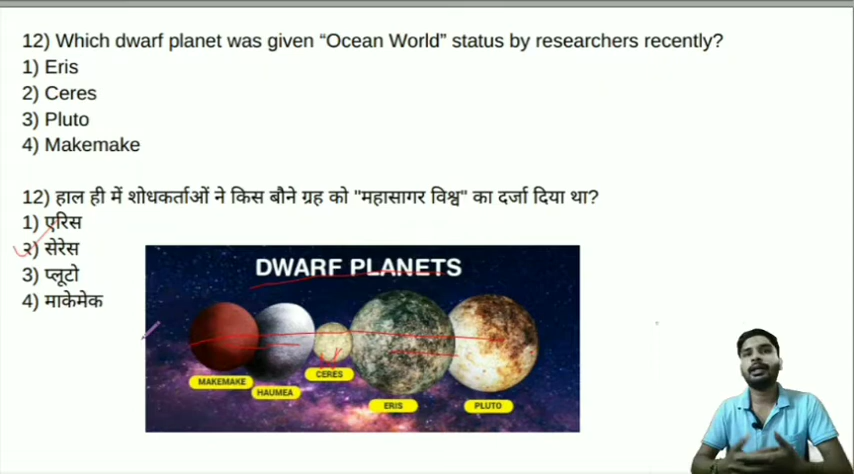 12) Which dwarf planet was given “Ocean World” status by researchers recently?
1) Eris
2) Ceres
3) Pluto
4) Makemake
12) हाल ही में शोधकर्ताओं ने किस बौने ग्रह को "महासागर विश्व" का दर्जा दिया था?
1) एरिस
2) सेरेस
3) प्लूटो
4) माकेमेक
DWARF PLANETS
MAKEMAKE
HAUMEA
CERES
ERIS
PLUTO